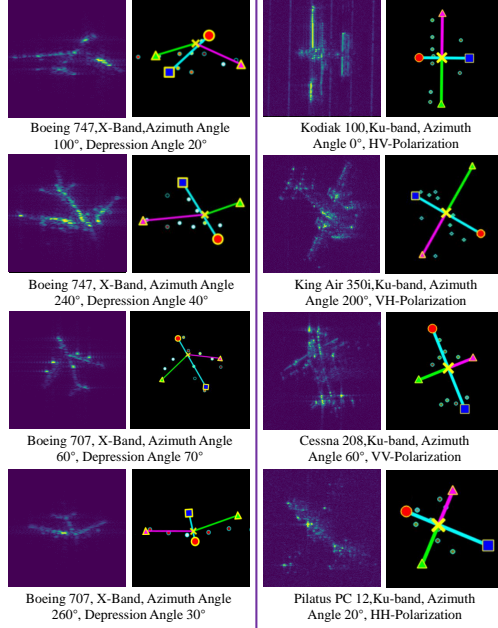 Boeing 747,X-Band,Azimuth Angle
100°, Depression Angle 20°
Kodiak 100,Ku-band, Azimuth
Angle 0°, HV-Polarization
Boeing 747, X-Band, Azimuth Angle
240°, Depression Angle 40°
King Air 350i,Ku-band, Azimuth
Angle 200°, VH-Polarization
Boeing 707, X-Band, Azimuth Angle
60°, Depression Angle 70°
Cessna 208,Ku-band, Azimuth
Angle 60°, VV-Polarization
Boeing 707, X-Band, Azimuth Angle
260°, Depression Angle 30°
Pilatus PC 12,Ku-band, Azimuth
Angle 20°, HH-Polarization